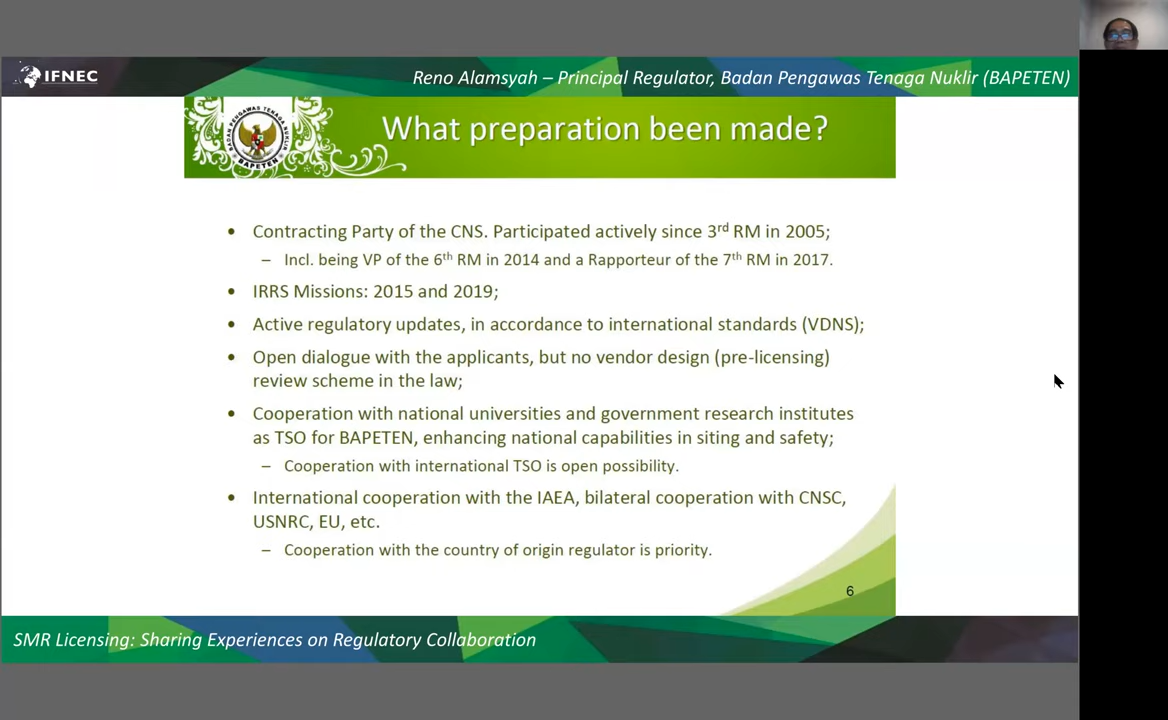 IFNEC
Reno Alamsyah – Principal Regulator, Badan Pengawas Tenaga Nuklir (BAPETEN)
BADAN PENGAWAS TENAGA NUKLIR
BAPETEN
What preparation been made?
• Contracting Party of the CNS. Participated actively since 3rd RM in 2005;
– Incl. being VP of the 6th RM in 2014 and a Rapporteur of the 7th RM in 2017.
• IRRS Missions: 2015 and 2019;
• Active regulatory updates, in accordance to international standards (VDNS);
• Open dialogue with the applicants, but no vendor design (pre-licensing)
review scheme in the law;
• Cooperation with national universities and government research institutes
as TSO for BAPETEN, enhancing national capabilities in siting and safety;
– Cooperation with international TSO is open possibility.
• International cooperation with the IAEA, bilateral cooperation with CNSC,
USNRC, EU, etc.
– Cooperation with the country of origin regulator is priority.
6
SMR Licensing: Sharing Experiences on Regulatory Collaboration